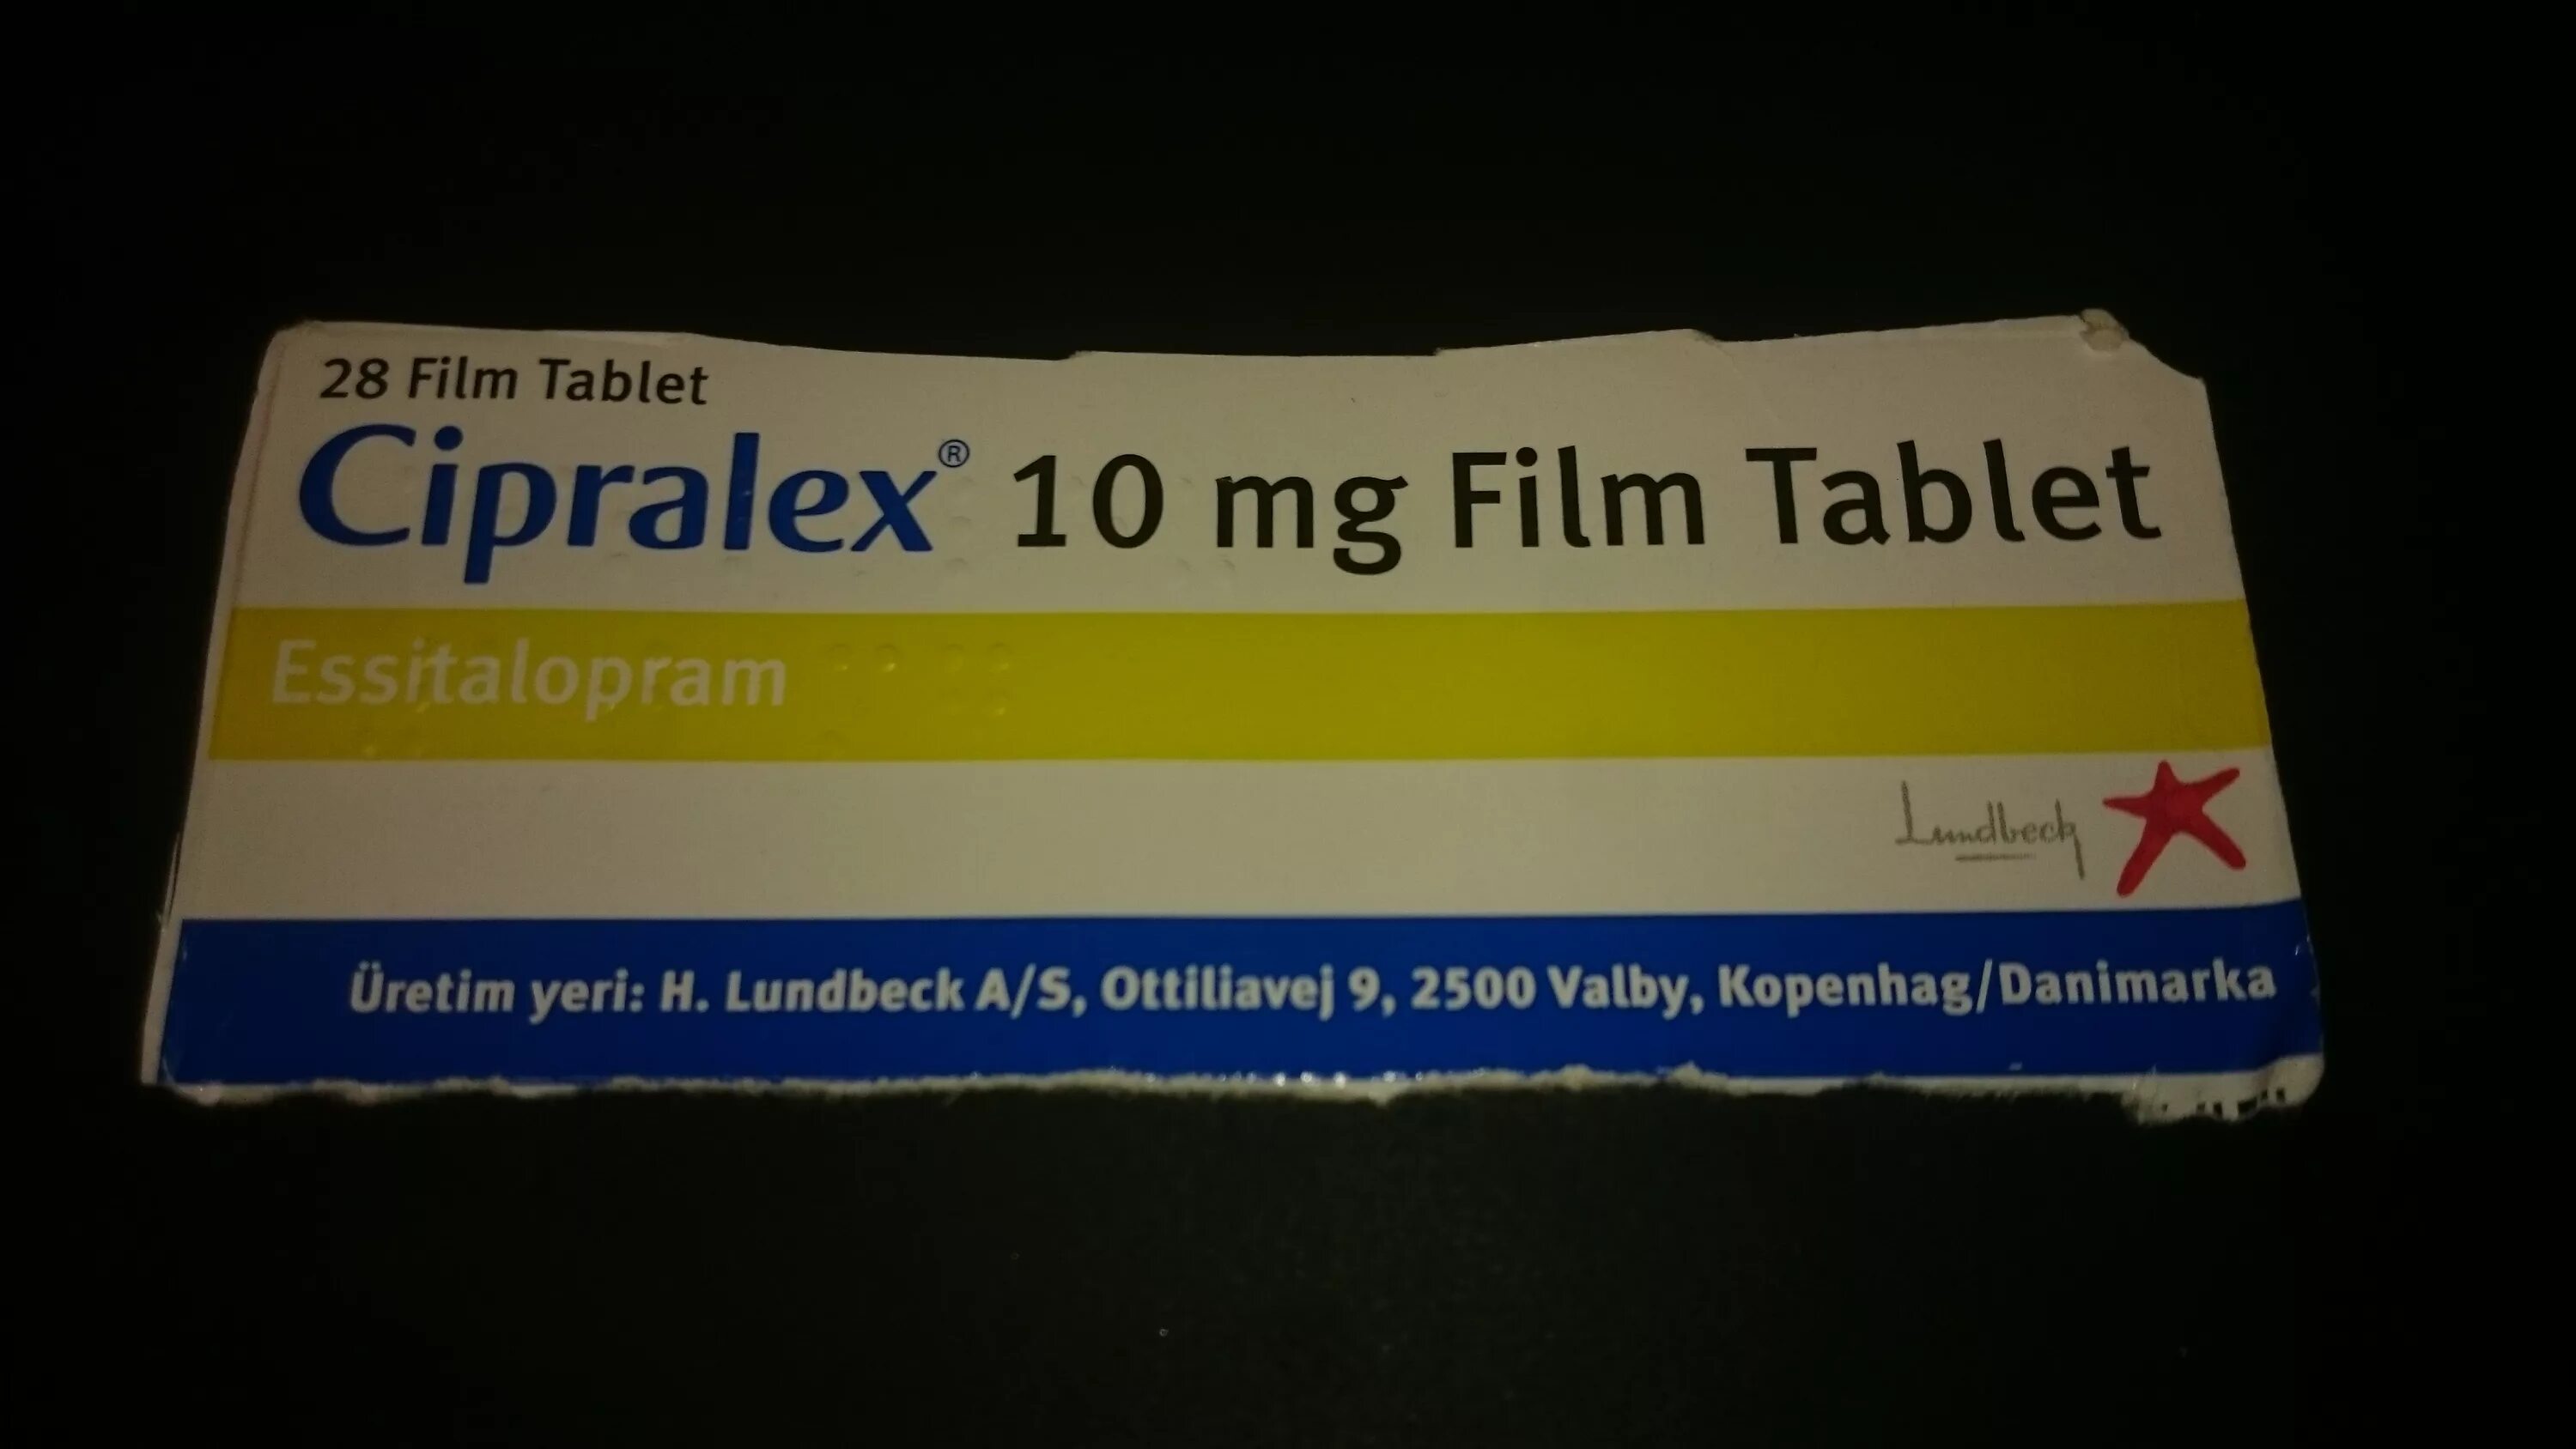 28 Film Tablet
Cipralex® 10 mg Film Tablet
Essitalopram
Lundbeck
Üretim yeri: H. Lundbeck A/S, Ottiliavej 9, 2500 Valby, Kopenhag/Danimarka